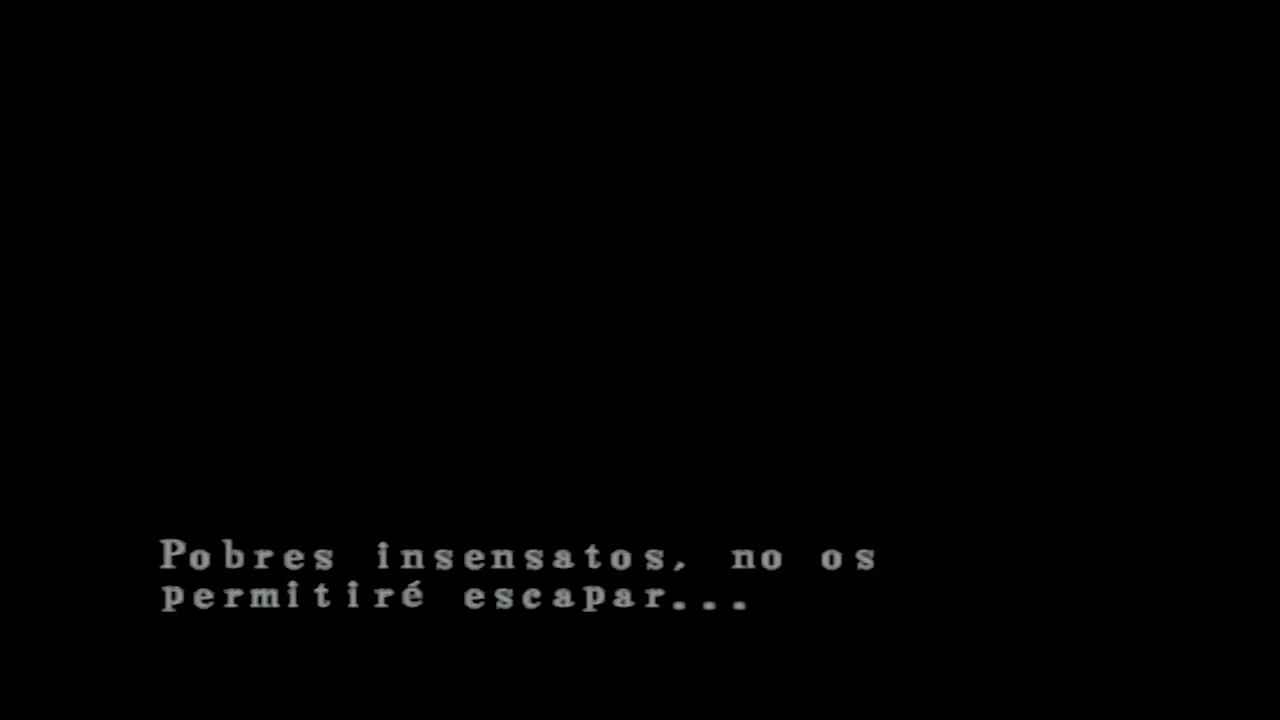 Pobres insensatos, no os
permitiré escapar...